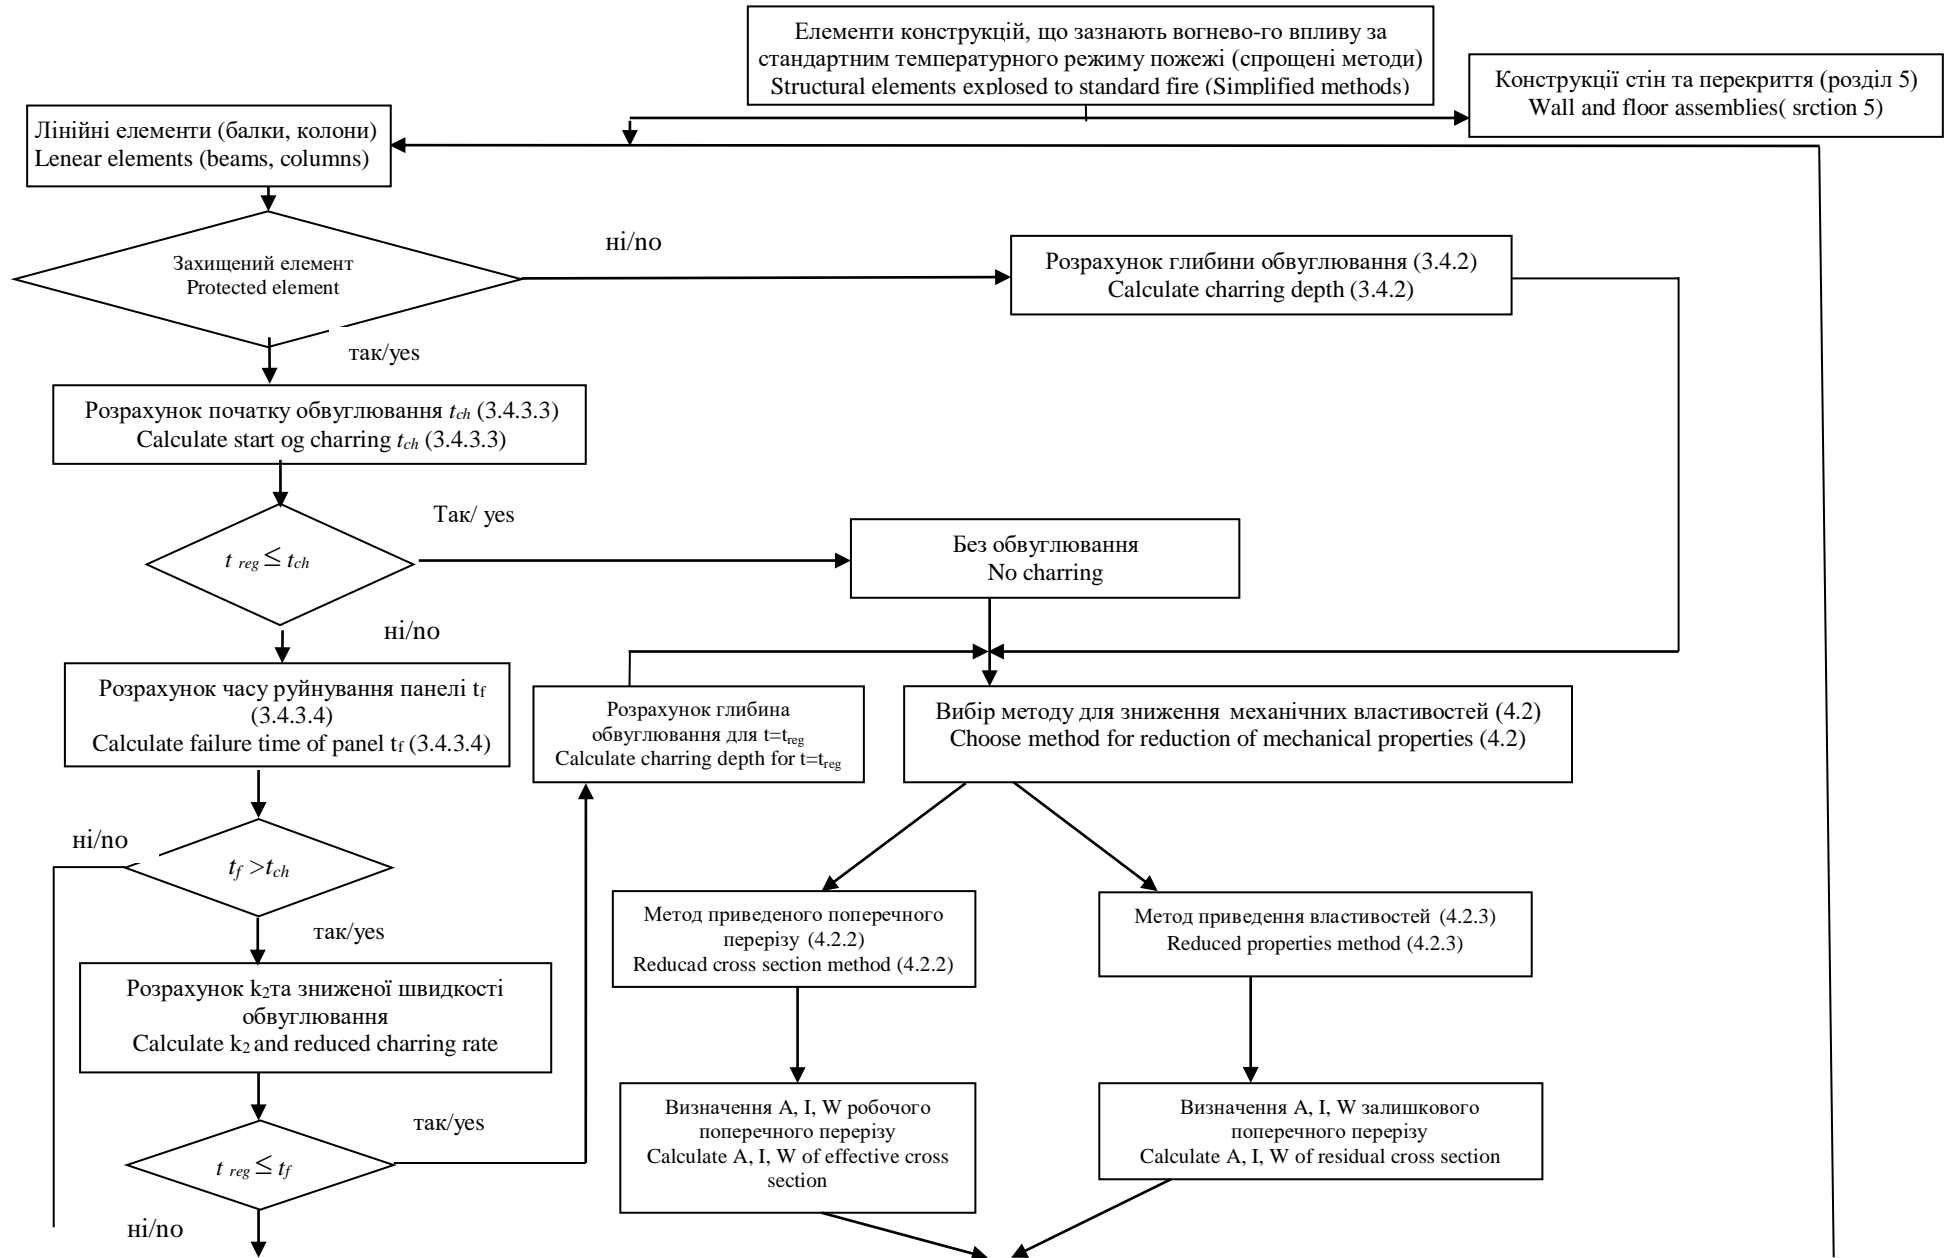 Елементи конструкцій, що зазнають вогнево-го впливу за
стандартним температурного режиму пожежі (спрощені методи)
Structural elements explosed to standard fire (Simplified methods)
Конструкції стін та перекриття (розділ 5)
Wall and floor assemblies( srction 5)
Лінійні елементи (балки, колони)
Lenear elements (beams, columns)
Захищений елемент
Protected element
ні/no
Розрахунок глибини обвуглювання (3.4.2)
Calculate charring depth (3.4.2)
так/yes
Розрахунок початку обвуглювання tch (3.4.3.3)
Calculate start og charring tch (3.4.3.3)
t reg ≤ tch
Так/ yes
Без обвуглювання
No charring
ні/no
Розрахунок часу руйнування панелі tf
(3.4.3.4)
Calculate failure time of panel tf (3.4.3.4)
Розрахунок глибина
обвуглювання для t=treg
Calculate charring depth for t=treg
Вибір методу для зниження механічних властивостей (4.2)
Choose method for reduction of mechanical properties (4.2)
ні/no
tf >tch
так/yes
Метод приведеного поперечного
перерізу (4.2.2)
Reducad cross section method (4.2.2)
Метод приведення властивостей (4.2.3)
Reduced properties method (4.2.3)
Розрахунок k2та зниженої швидкості
обвуглювання
Calculate k2 and reduced charring rate
t reg ≤ tf
так/yes
Визначення A, I, W робочого
поперечного перерізу
Calculate A, I, W of effective cross
section
Визначення A, I, W залишкового
поперечного перерізу
Calculate A, I, W of residual cross section
ні/no